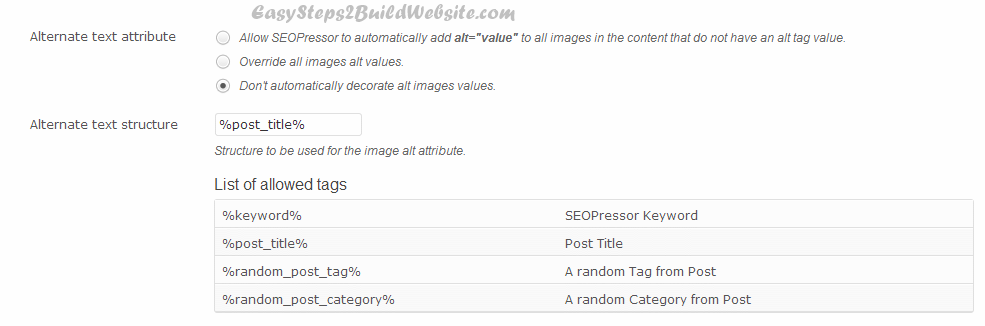 EasySteps2BuildWebsite.com
Alternate text attribute
Allow SEOPressor to automatically add alt="value" to all images in the content that do not have an alt tag value.
Override all images alt values.
Don't automatically decorate alt images values.
Alternate text structure
%post_title%
Structure to be used for the image alt attribute.
List of allowed tags
%keyword% SEOPressor Keyword
%post_title% Post Title
%random_post_tag% A random Tag from Post
%random_post_category% A random Category from Post